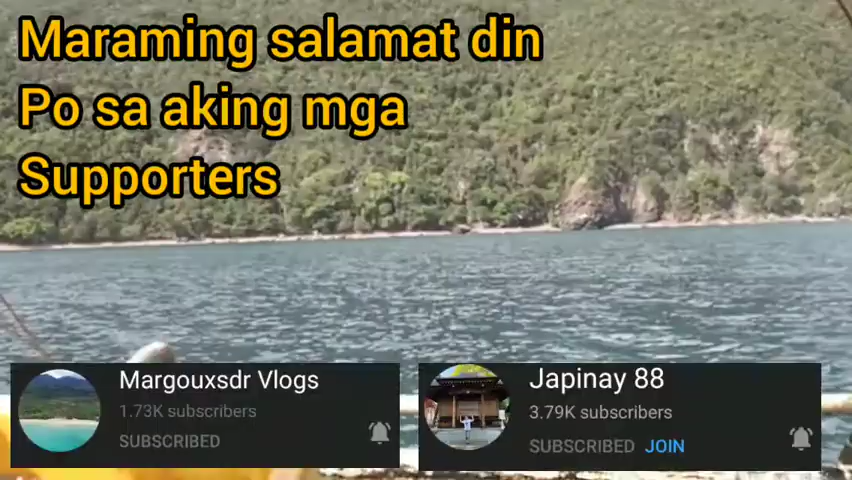 Maraming salamat din
Po sa aking mga
Supporters
Margouxsdr Vlogs
1.73K subscribers
SUBSCRIBED
Japinay 88
3.79K subscribers
SUBSCRIBED JOIN